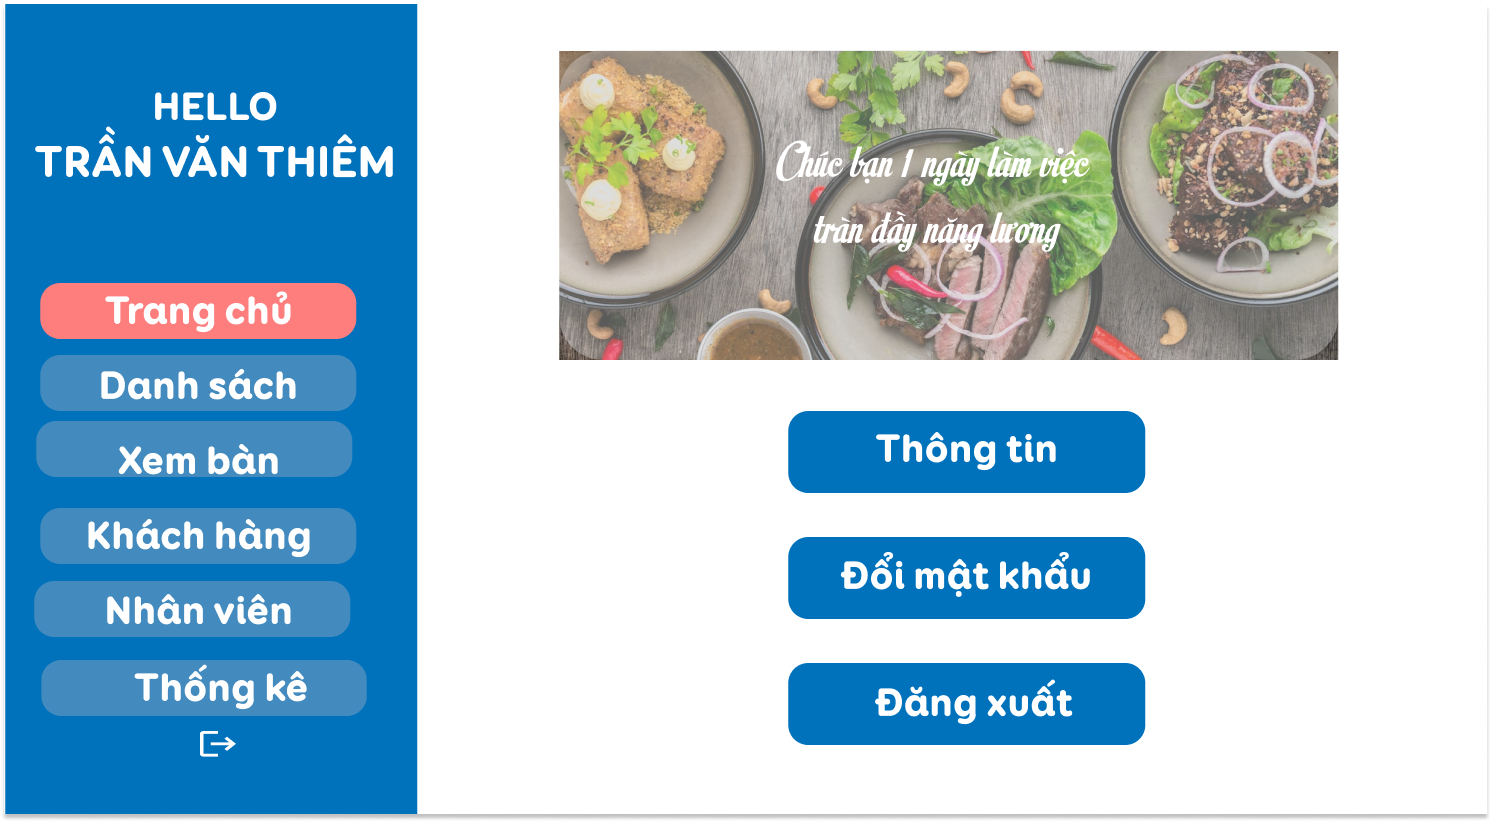 HELLO
TRẦN VĂN THIÊM
Trang chủ
Danh sách
Xem bàn
Khách hàng
Nhân viên
Thống kê
Chúc bạn 1 ngày làm việc
tràn đầy năng lương
Thông tin
Đổi mật khẩu
Đăng xuất